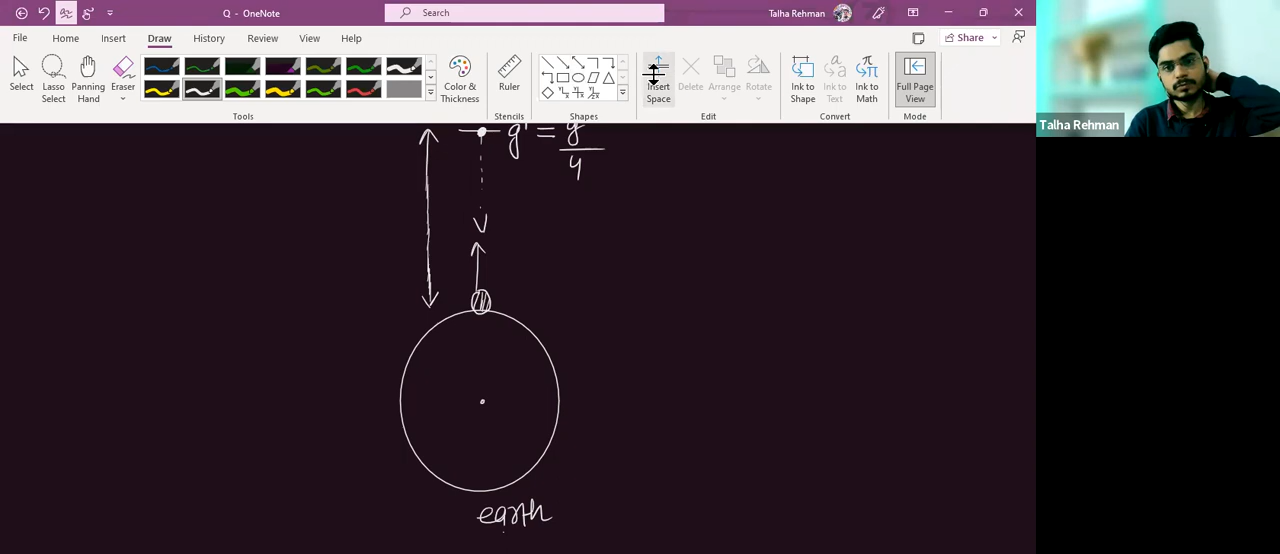 Q - OneNote
Search
Talha Rehman
File Home Insert Draw History Review View Help
Share
Select
Lasso Select
Panning Hand
Eraser
Color & Thickness
Ruler
Insert Space
Delete
Arrange
Rotate
Ink to Shape
Ink to Text
Ink to Math
Full Page View
Tools
Stencils
Shapes
Edit
Convert
Mode
Talha Rehman
g' = g
4
earth